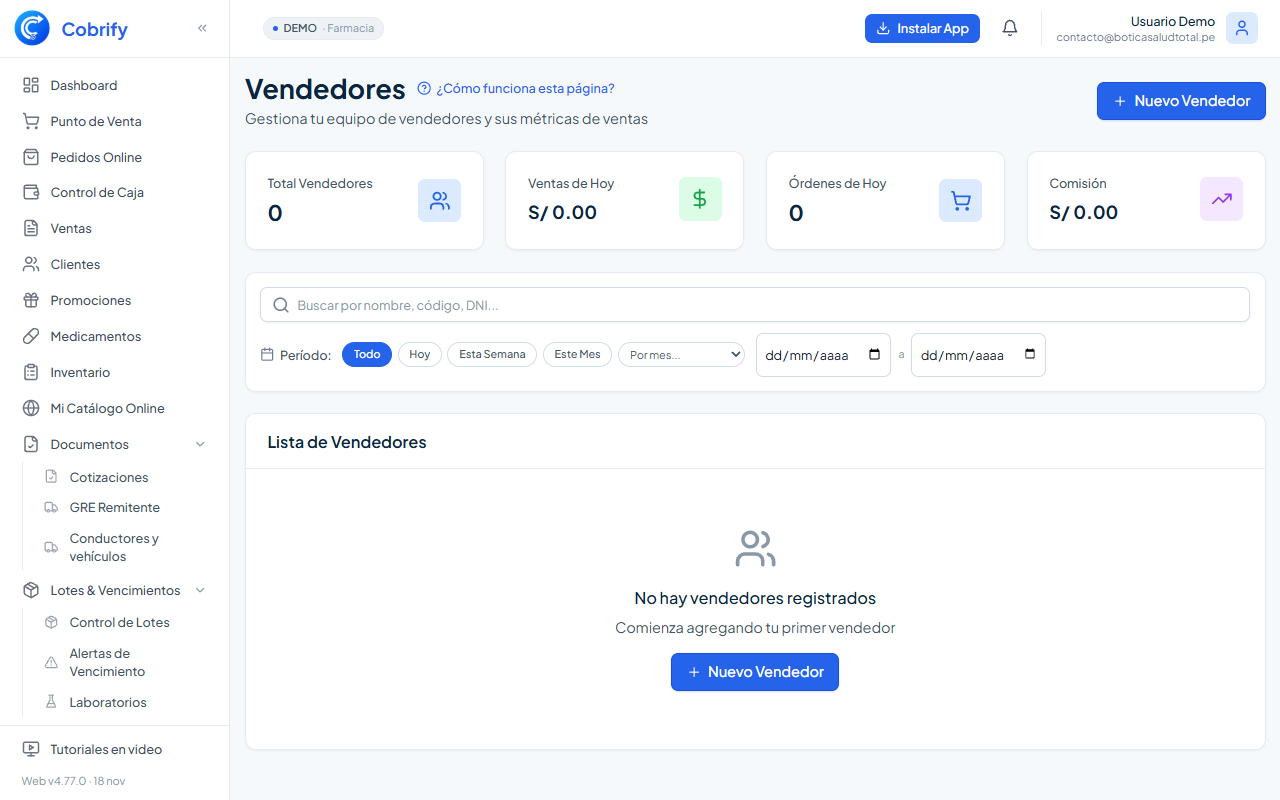 Cobrify
DEMO · Farmacia
Instalar App
Usuario Demo
contacto@boticasaludtotal.pe
Dashboard
Punto de Venta
Pedidos Online
Control de Caja
Ventas
Clientes
Promociones
Medicamentos
Inventario
Mi Catálogo Online
Documentos
Cotizaciones
GRE Remitente
Conductores y
vehículos
Lotes & Vencimientos
Control de Lotes
Alertas de
Vencimiento
Laboratorios
Tutoriales en video
Web v4.77.0 · 18 nov
Vendedores
¿Cómo funciona esta página?
Gestiona tu equipo de vendedores y sus métricas de ventas
Nuevo Vendedor
Total Vendedores
0
Ventas de Hoy
S/ 0.00
Órdenes de Hoy
0
Comisión
S/ 0.00
Buscar por nombre, código, DNI...
Período: Todo Hoy Esta Semana Este Mes Por mes... dd/mm/aaaa a dd/mm/aaaa
Lista de Vendedores
No hay vendedores registrados
Comienza agregando tu primer vendedor
Nuevo Vendedor